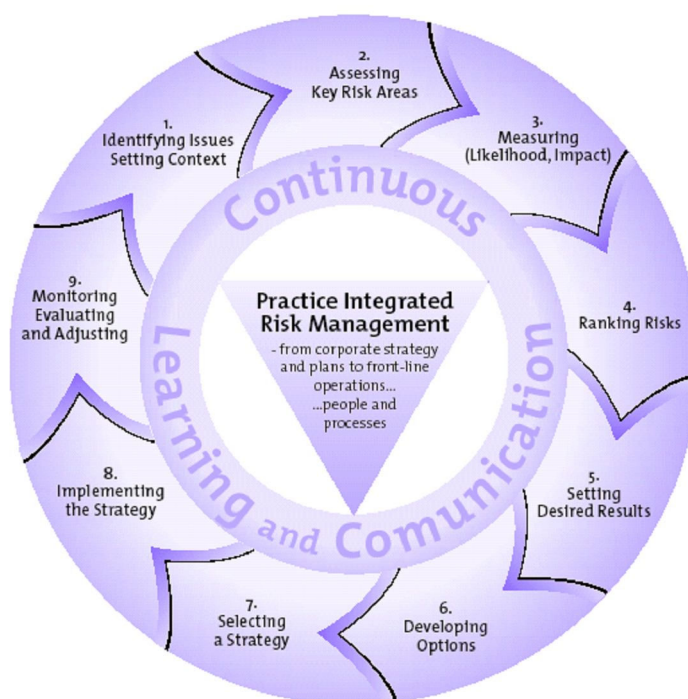 1.
Identifying Issues
Setting Context
2.
Assessing
Key Risk Areas
3.
Measuring
(Likelihood, Impact)
4.
Ranking Risks
5.
Setting
Desired Results
6.
Developing
Options
7.
Selecting
a Strategy
8.
Implementing
the Strategy
9.
Monitoring
Evaluating
and Adjusting
Continuous
Learning and Comunication
Practice Integrated
Risk Management
- from corporate strategy
and plans to front-line
operations...
...people and
processes